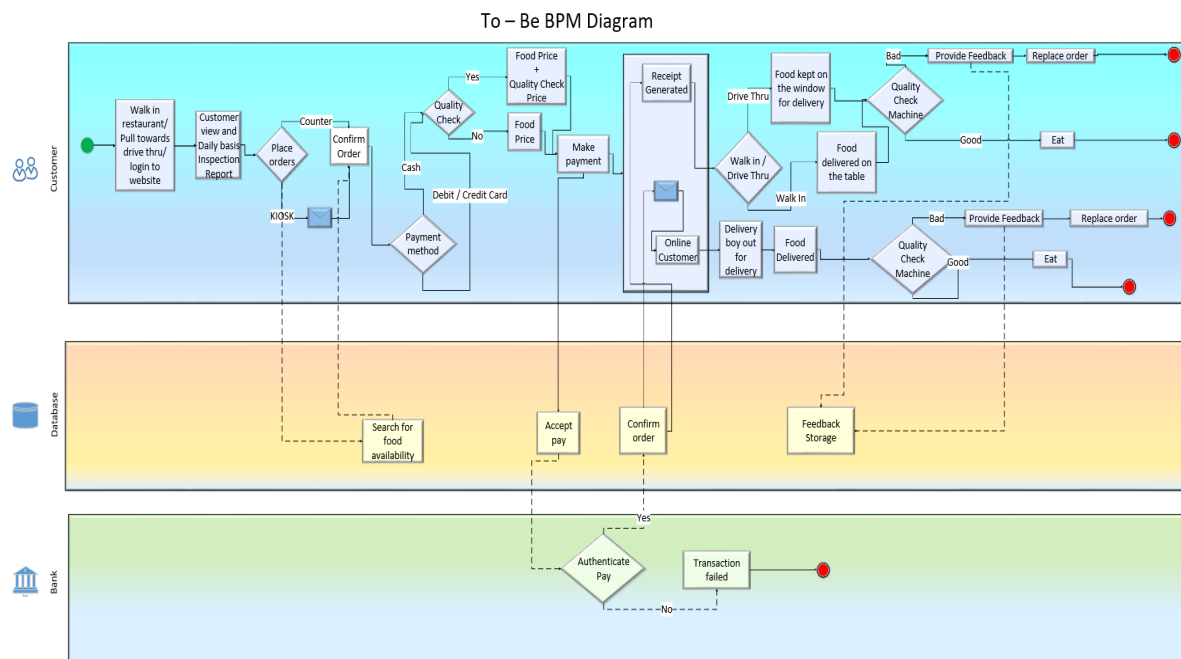 To – Be BPM Diagram
Customer
Walk in
restaurant/
Pull towards
drive thru/
login to
website
Customer
view and
Daily basis
Inspection
Report
Place
orders
Counter
KIOSK
Confirm
Order
Payment
method
Cash
Debit / Credit Card
Quality
Check
Yes
No
Food Price
+
Quality Check
Price
Food
Price
Make
payment
Receipt
Generated
Online
Customer
Walk in /
Drive Thru
Drive Thru
Walk In
Food kept on
the window
for delivery
Food
delivered on
the table
Quality
Check
Machine
Bad
Provide Feedback
Replace order
Good
Eat
Delivery
boy out
for
delivery
Food
Delivered
Quality
Check
Machine
Bad
Provide Feedback
Replace order
Good
Eat
Database
Search for
food
availability
Accept
pay
Confirm
order
Feedback
Storage
Bank
Authenticate
Pay
Yes
No
Transaction
failed